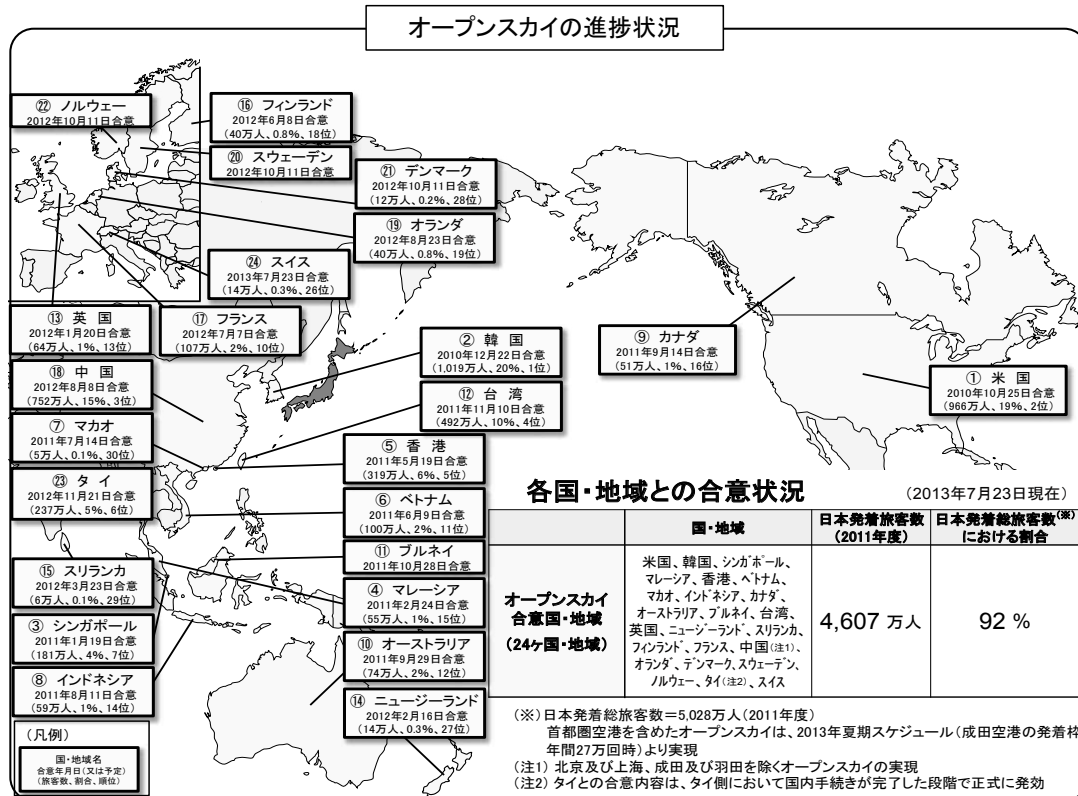 オープンスカイの進捗状況
㉒ ノルウェー
2012年10月11日合意
⑯ フィンランド
2012年6月8日合意
(40万人、0.8%、18位)
⑳ スウェーデン
2012年10月11日合意
㉑ デンマーク
2012年10月11日合意
(12万人、0.2%、28位)
⑲ オランダ
2012年8月23日合意
(40万人、0.8%、19位)
㉔ スイス
2013年7月23日合意
(14万人、0.3%、26位)
⑬ 英 国
2012年1月20日合意
(64万人、1%、13位)
⑰ フランス
2012年7月7日合意
(107万人、2%、10位)
② 韓 国
2010年12月22日合意
(1,019万人、20%、1位)
⑨ カナダ
2011年9月14日合意
(51万人、1%、16位)
① 米 国
2010年10月25日合意
(966万人、19%、2位)
⑱ 中 国
2012年8月8日合意
(752万人、15%、3位)
⑫ 台 湾
2011年11月10日合意
(492万人、10%、4位)
⑦ マカオ
2011年7月14日合意
(5万人、0.1%、30位)
⑤ 香 港
2011年5月19日合意
(319万人、6%、5位)
㉓ タ イ
2012年11月21日合意
(237万人、5%、6位)
⑥ ベトナム
2011年6月9日合意
(100万人、2%、11位)
⑪ ブルネイ
2011年10月28日合意
⑮ スリランカ
2012年3月23日合意
(6万人、0.1%、29位)
④ マレーシア
2011年2月24日合意
(55万人、1%、15位)
③ シンガポール
2011年1月19日合意
(181万人、4%、7位)
⑩ オーストラリア
2011年9月29日合意
(74万人、2%、12位)
⑧ インドネシア
2011年8月11日合意
(59万人、1%、14位)
⑭ ニュージーランド
2012年2月16日合意
(14万人、0.3%、27位)
(凡例)
国・地域名
合意年月日(又は予定)
(旅客数、割合、順位)
各国・地域との合意状況
(2013年7月23日現在)
国・地域
日本発着旅客数
(2011年度)
日本発着総旅客数(※)
における割合
オープンスカイ
合意国・地域
(24ヶ国・地域)
米国、韓国、シンガポール、
マレーシア、香港、ベトナム、
マカオ、インドネシア、カナダ、
オーストラリア、ブルネイ、台湾、
英国、ニュージーランド、スリランカ、
フィンランド、フランス、中国(注1)、
オランダ、デンマーク、スウェーデン、
ノルウェー、タイ(注2)、スイス
4,607 万人
92 %
(※)日本発着総旅客数=5,028万人(2011年度)
首都圏空港を含めたオープンスカイは、2013年夏期スケジュール(成田空港の発着枠
年間27万回時)より実現
(注1) 北京及び上海、成田及び羽田を除くオープンスカイの実現
(注2) タイとの合意内容は、タイ側において国内手続きが完了した段階で正式に発効